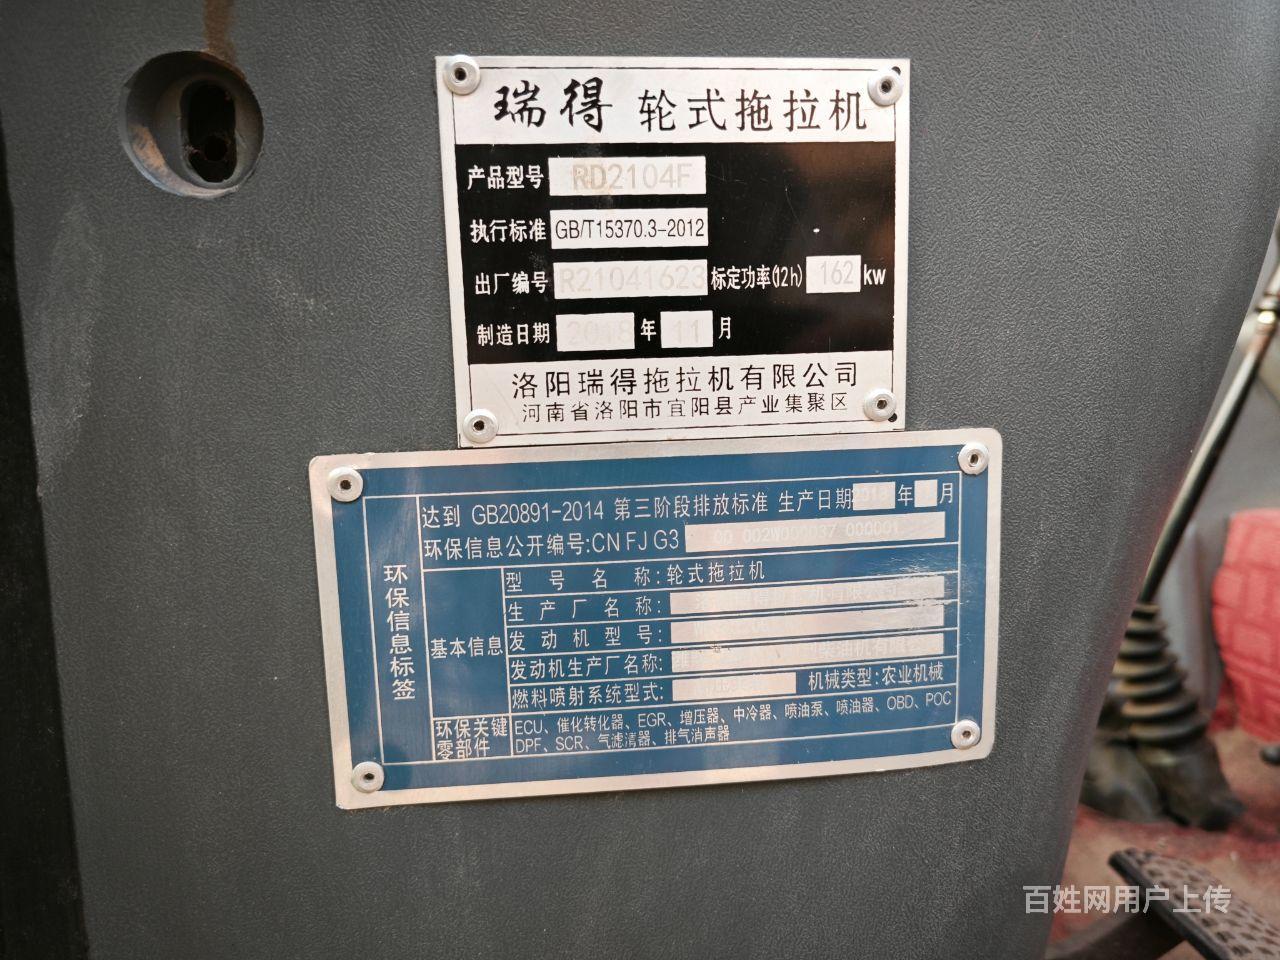 瑞得 轮式拖拉机
产品型号 RD2104F
执行标准 GB/T15370.3-2012
出厂编号 R21041623 标定功率(12h) 162 kw
制造日期 2018 年 11 月
洛阳瑞得拖拉机有限公司
河南省洛阳市宜阳县产业集聚区
环保信息标签
达到 GB20891-2014 第三阶段排放标准 生产日期 2018 年 月
环保信息公开编号:CN FJ G3 00 002W000037 000001
基本信息
型号名称:轮式拖拉机
生产厂名称:
发动机型号:
发动机生产厂名称:
燃料喷射系统型式: 机械类型:农业机械
环保关键零部件
ECU、催化转化器、EGR、增压器、中冷器、喷油泵、喷油器、OBD、POC
DPF、SCR、气滤清器、排气消声器
百姓网用户上传